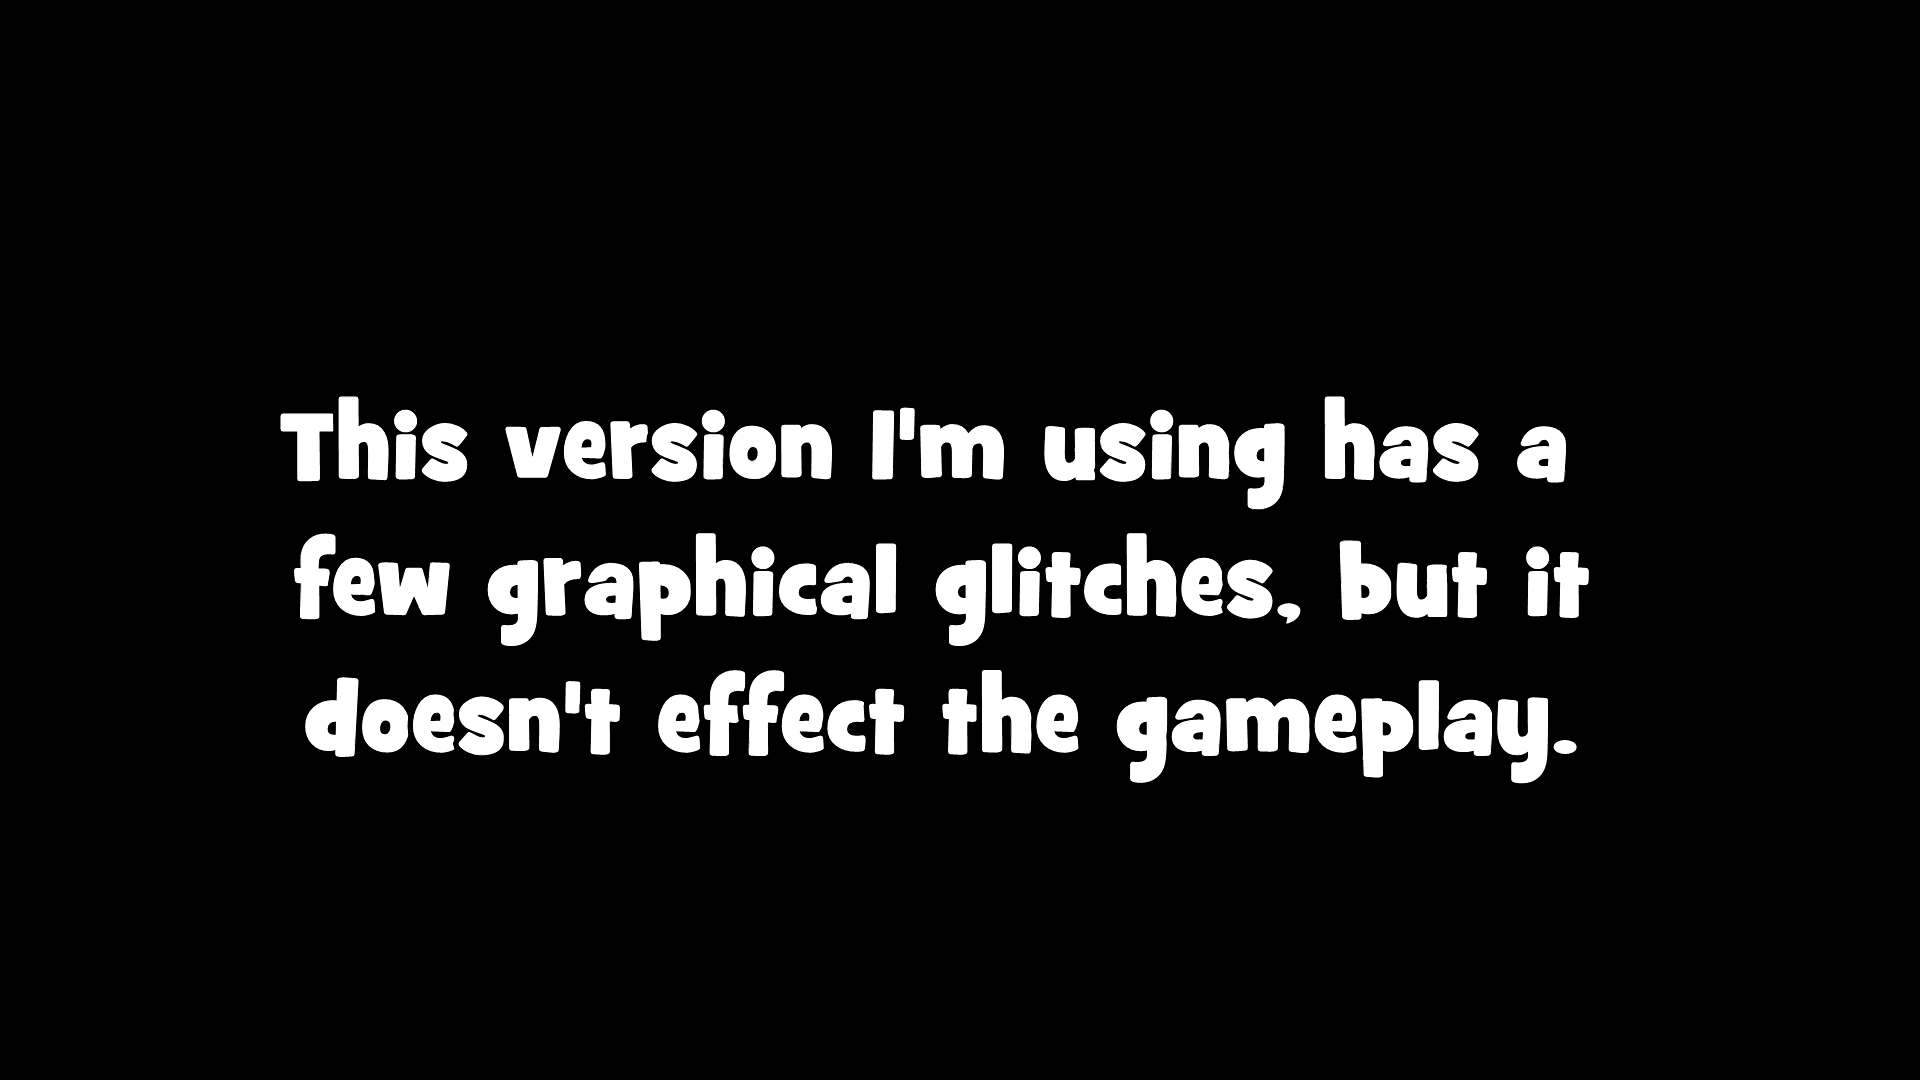 This version I'm using has a
few graphical glitches, but it
doesn't effect the gameplay.